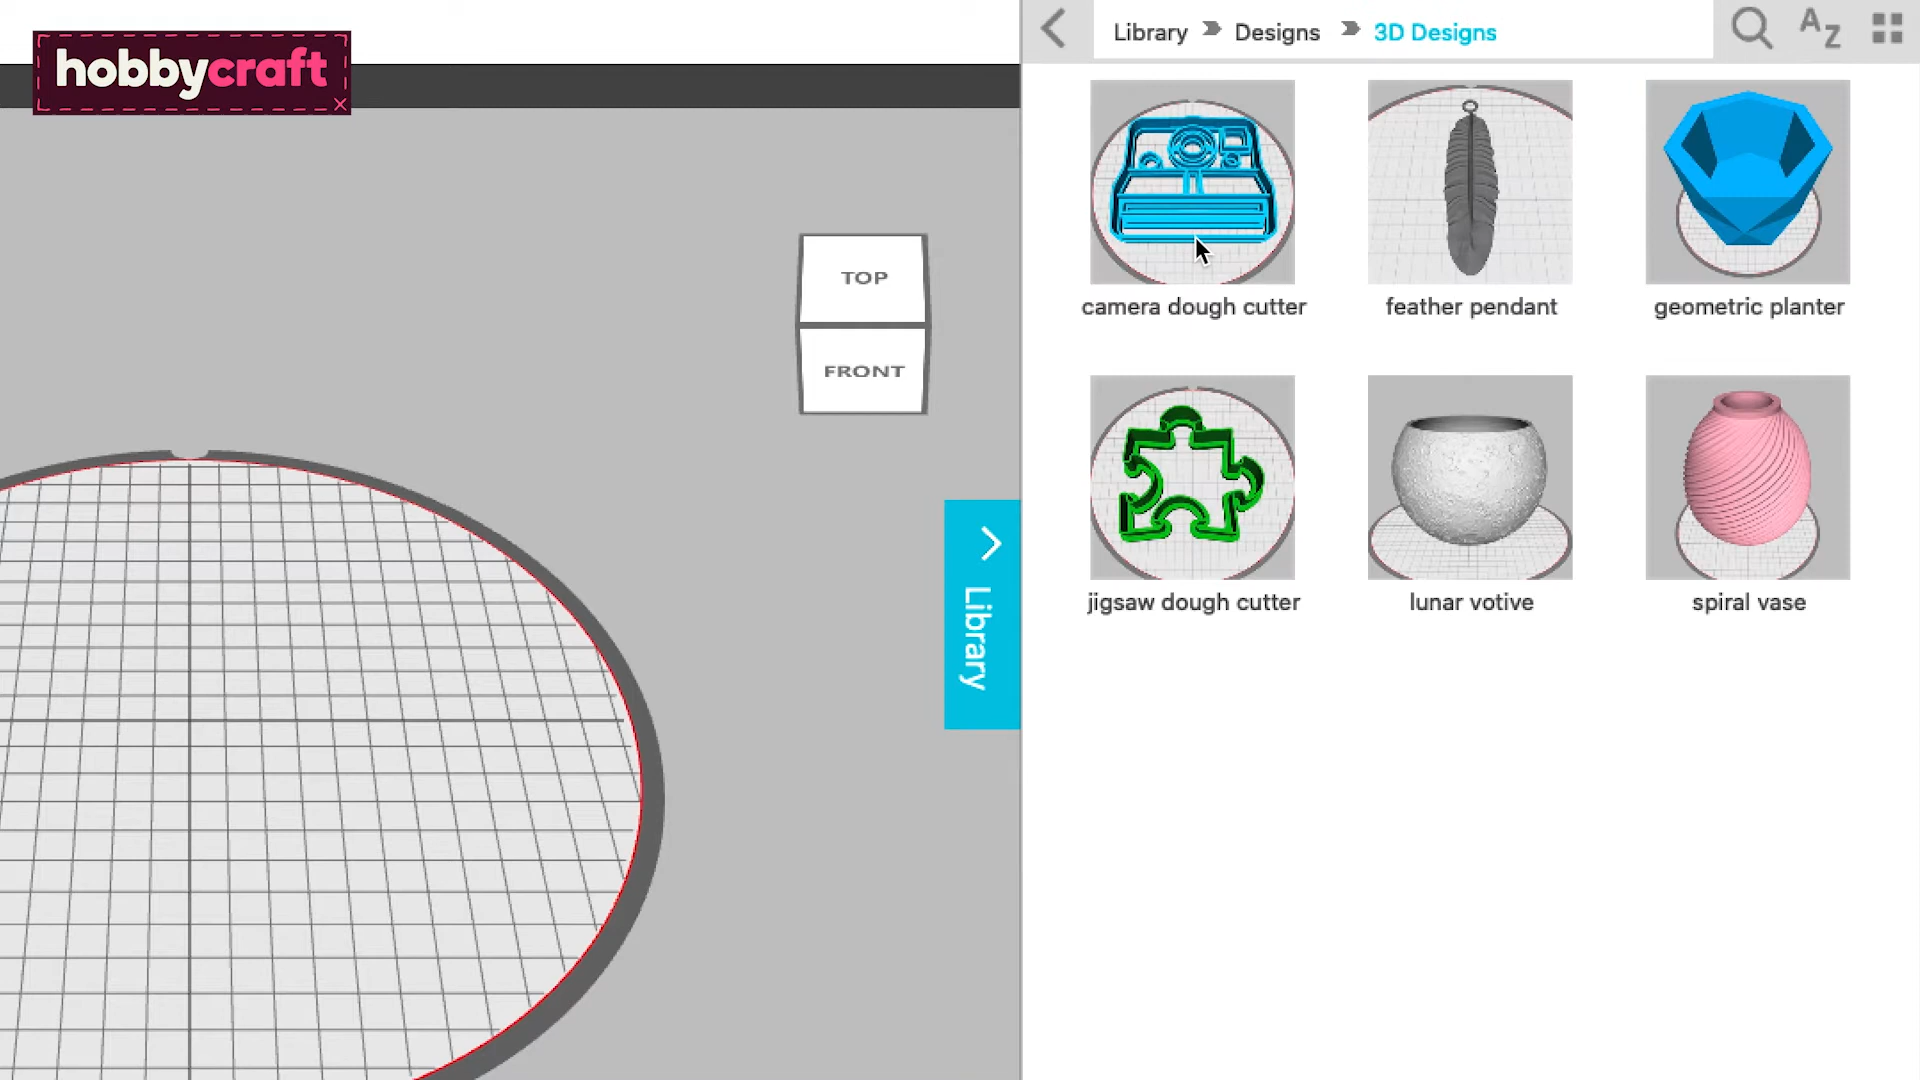 hobbycraft
Library Designs 3D Designs
AZ
camera dough cutter
feather pendant
geometric planter
TOP
FRONT
jigsaw dough cutter
lunar votive
spiral vase
Library